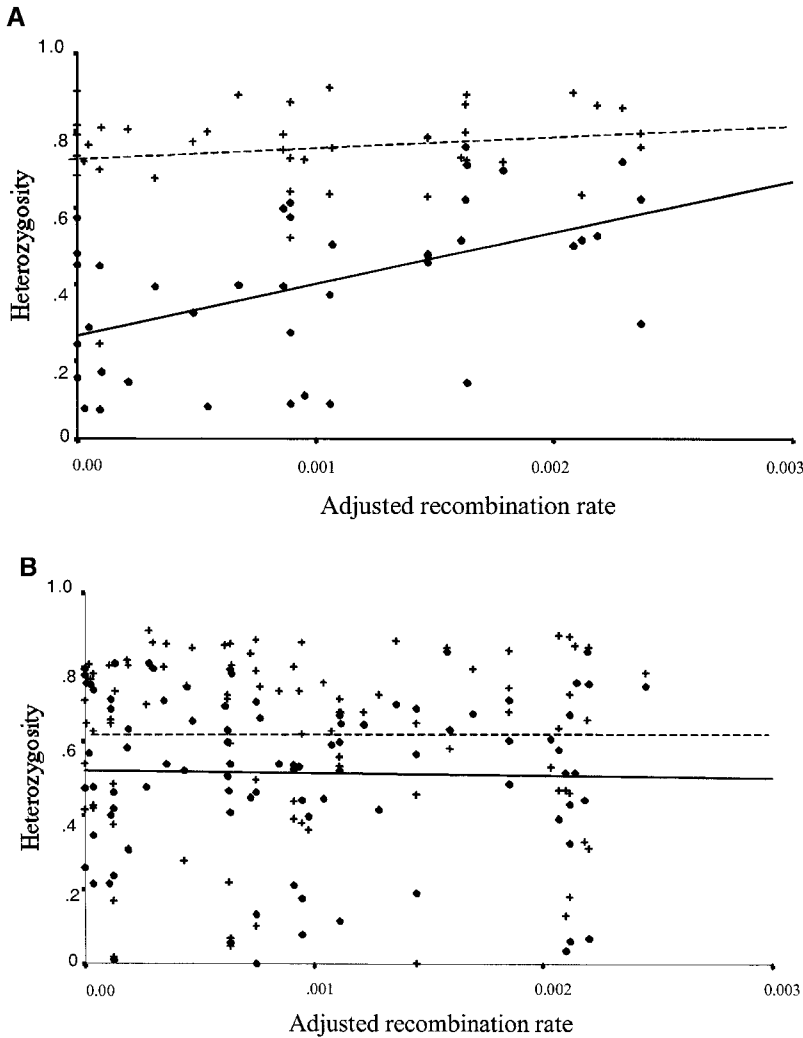 A
1.0
.8
.6
.4
.2
0
Heterozygosity
0.00 0.001 0.002 0.003
Adjusted recombination rate
B
1.0
.8
.6
.4
.2
0
Heterozygosity
0.00 .001 0.002 0.003
Adjusted recombination rate